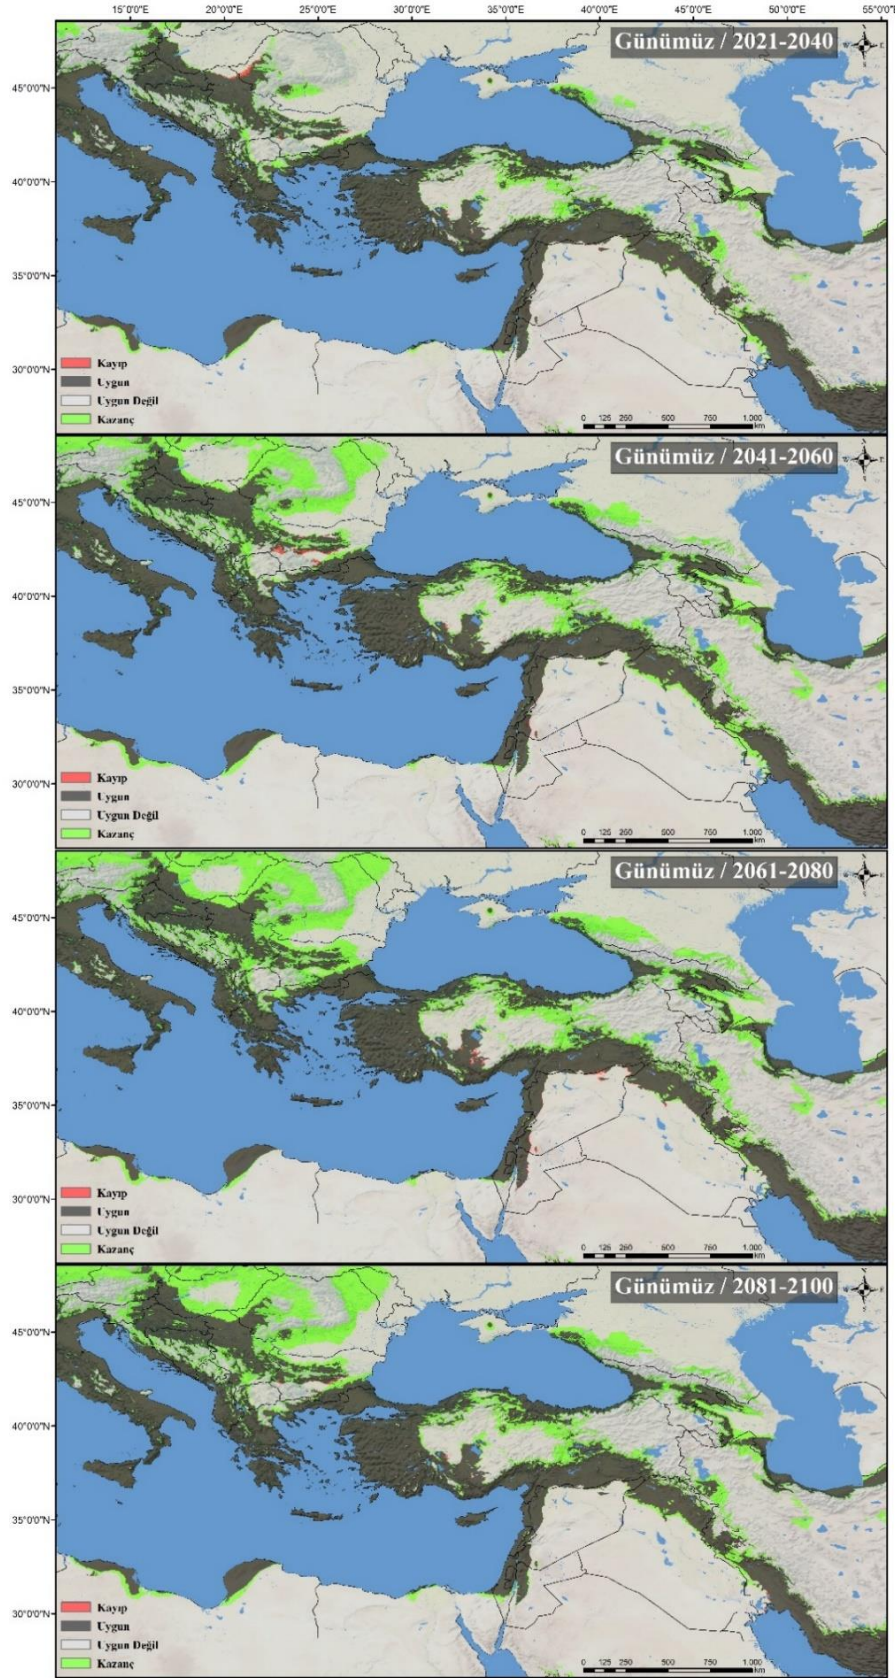 15°0'0"E 20°0'0"E 25°0'0"E 30°0'0"E 35°0'0"E 40°0'0"E 45°0'0"E 50°0'0"E 55°0'0"E
Günümüz / 2021-2040
45°0'0"N
40°0'0"N
35°0'0"N
30°0'0"N
Kayıp
Uygun
Uygun Değil
Kazanç
0 125 250 500 750 1.000
km
Günümüz / 2041-2060
45°0'0"N
40°0'0"N
35°0'0"N
30°0'0"N
Kayıp
Uygun
Uygun Değil
Kazanç
0 125 250 500 750 1.000
km
Günümüz / 2061-2080
45°0'0"N
40°0'0"N
35°0'0"N
30°0'0"N
Kayıp
Uygun
Uygun Değil
Kazanç
0 125 250 500 750 1.000
km
Günümüz / 2081-2100
45°0'0"N
40°0'0"N
35°0'0"N
30°0'0"N
Kayıp
Uygun
Uygun Değil
Kazanç
0 125 250 500 750 1.000
km